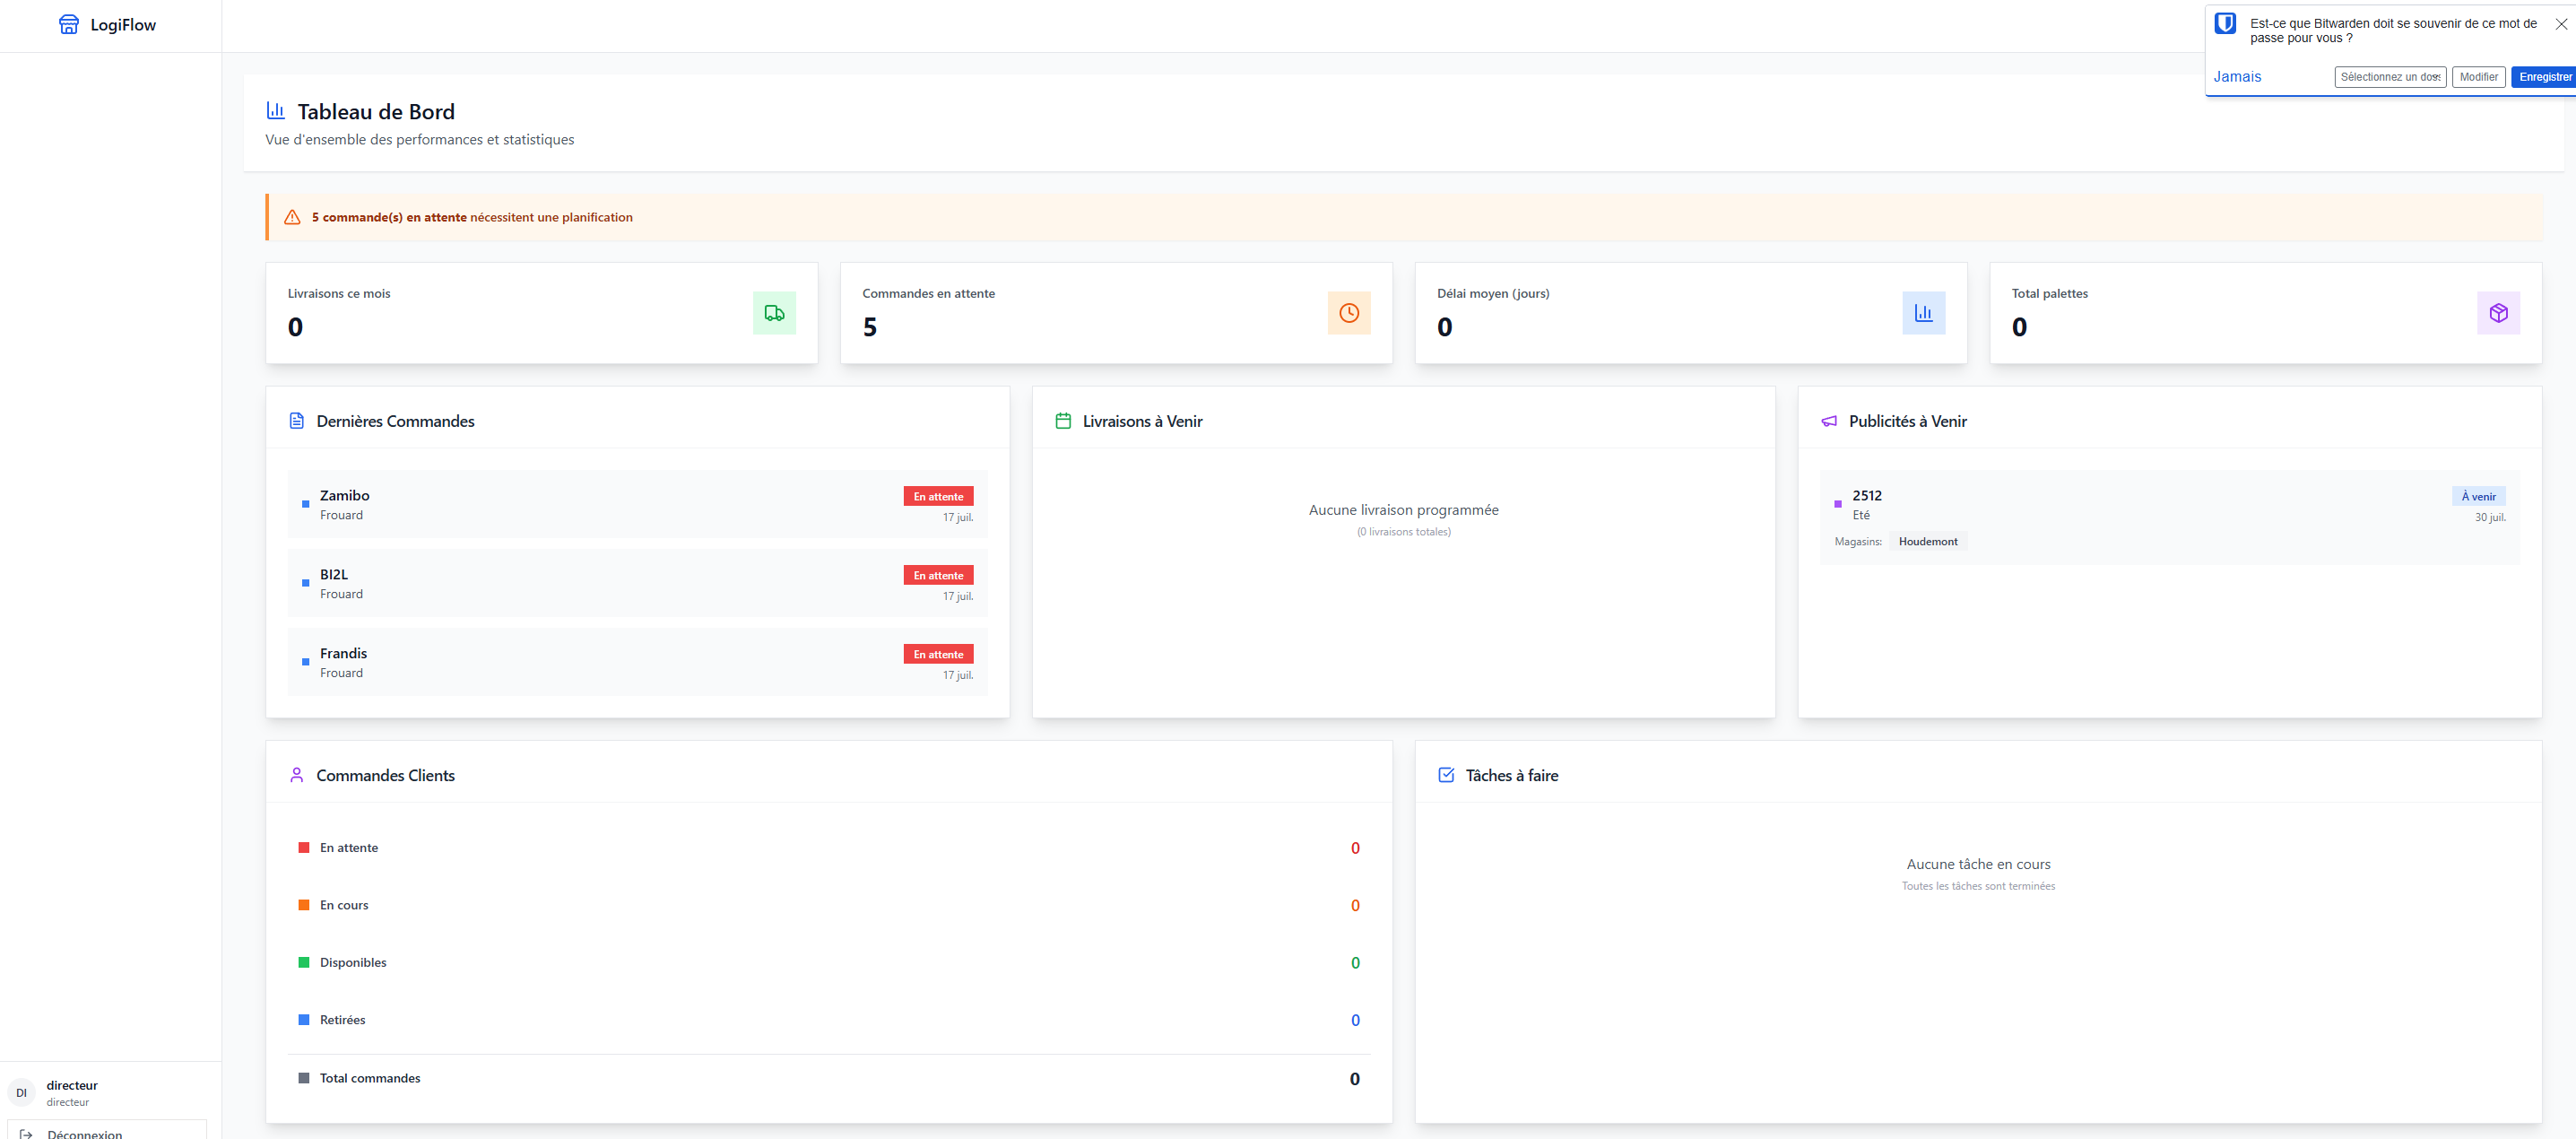 LogiFlow
Est-ce que Bitwarden doit se souvenir de ce mot de
passe pour vous ?
Jamais
Sélectionnez un dos
Modifier
Enregistrer
Tableau de Bord
Vue d'ensemble des performances et statistiques
5 commande(s) en attente nécessitent une planification
Livraisons ce mois
0
Commandes en attente
5
Délai moyen (jours)
0
Total palettes
0
Dernières Commandes
Zamibo
Frouard
En attente
17 juil.
BI2L
Frouard
En attente
17 juil.
Frandis
Frouard
En attente
17 juil.
Livraisons à Venir
Aucune livraison programmée
(0 livraisons totales)
Publicités à Venir
2512
Eté
À venir
30 juil.
Magasins: Houdemont
Commandes Clients
En attente 0
En cours 0
Disponibles 0
Retirées 0
Total commandes 0
Tâches à faire
Aucune tâche en cours
Toutes les tâches sont terminées
DI
directeur
directeur
Déconnexion